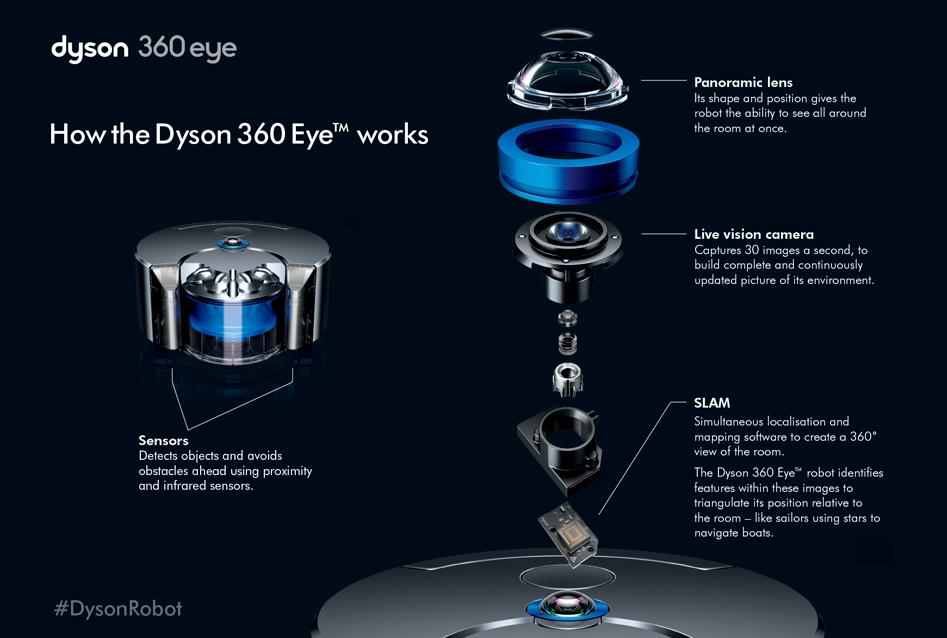 dyson 360 eye
How the Dyson 360 Eye™ works
Panoramic lens
Its shape and position gives the
robot the ability to see all around
the room at once.
Live vision camera
Captures 30 images a second, to
build complete and continuously
updated picture of its environment.
Sensors
Detects objects and avoids
obstacles ahead using proximity
and infrared sensors.
SLAM
Simultaneous localisation and
mapping software to create a 360°
view of the room.
The Dyson 360 Eye™ robot identifies
features within these images to
triangulate its position relative to
the room – like sailors using stars to
navigate boats.
#DysonRobot